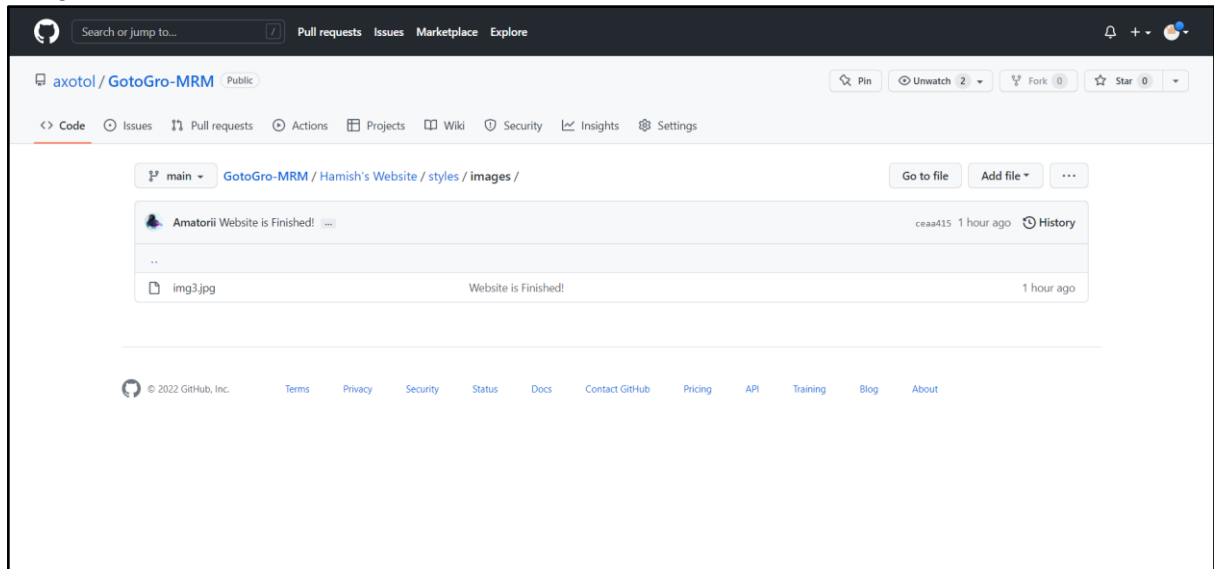 Search or jump to... /
Pull requests Issues Marketplace Explore
axotol / GotoGro-MRM Public
Pin Unwatch 2 Fork 0 Star 0
Code Issues Pull requests Actions Projects Wiki Security Insights Settings
main GotoGro-MRM / Hamish's Website / styles / images /
Go to file Add file ...
Amatorii Website is Finished! ... ceaa415 1 hour ago History
..
img3.jpg Website is Finished! 1 hour ago
© 2022 GitHub, Inc. Terms Privacy Security Status Docs Contact GitHub Pricing API Training Blog About